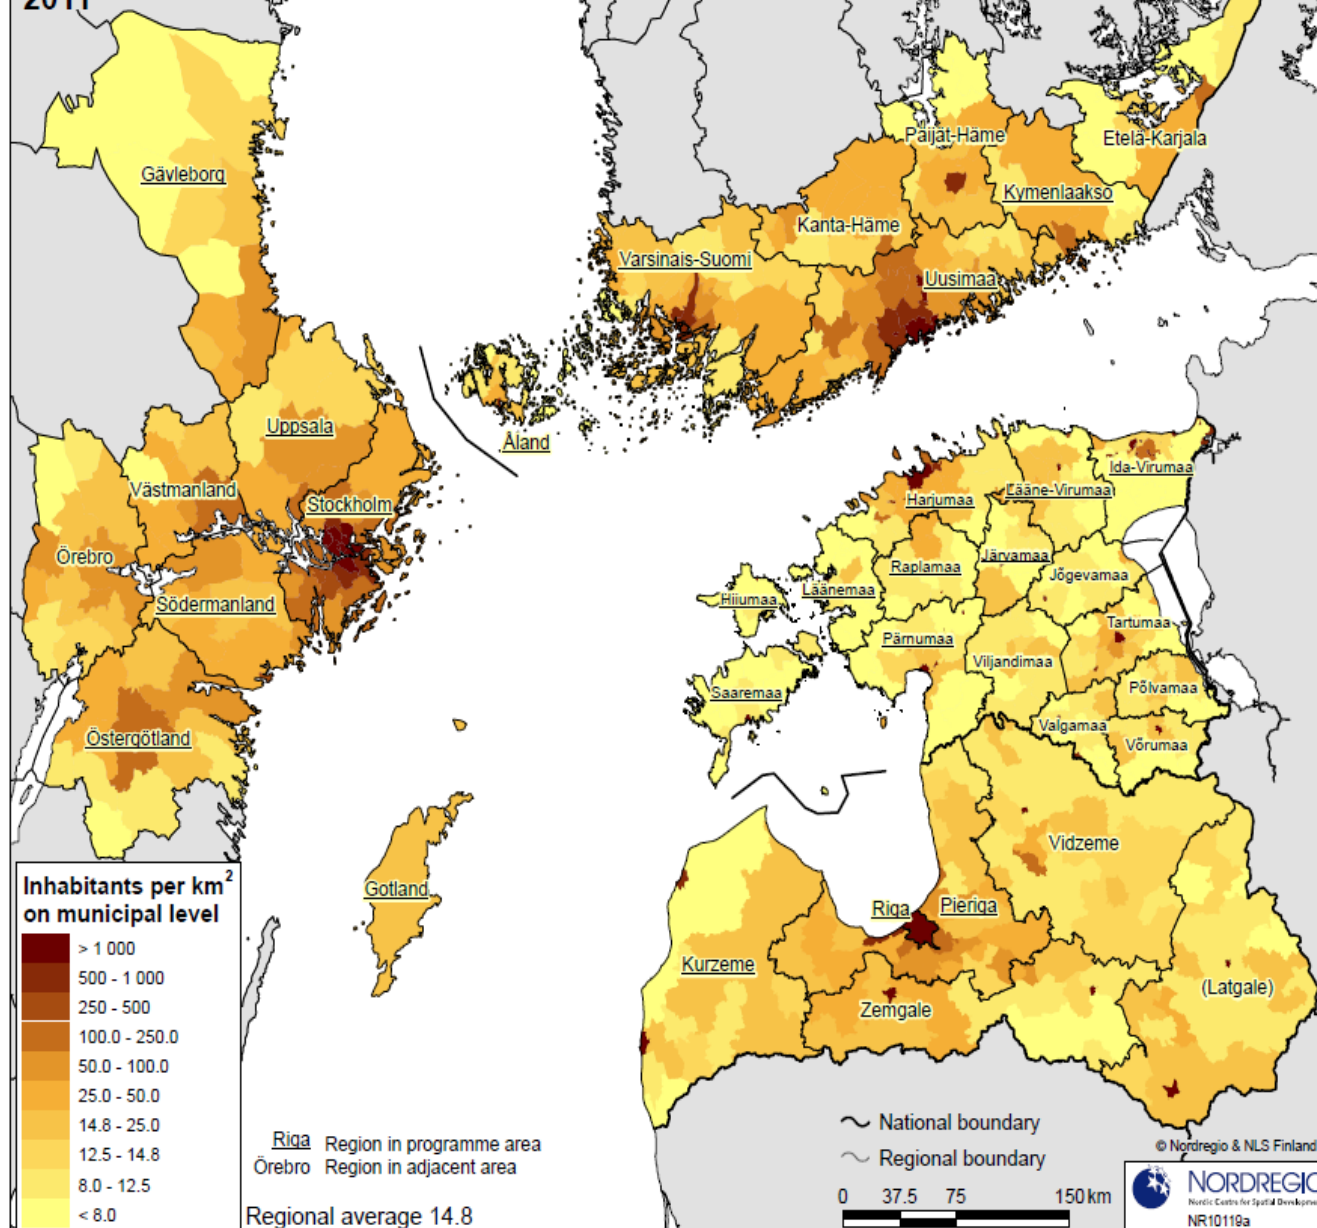 2011
Gävleborg
Päijät-Häme
Etelä-Karjala
Kymenlaakso
Kanta-Häme
Varsinais-Suomi
Uusimaa
Uppsala
Åland
Västmanland
Stockholm
Örebro
Södermanland
Östergötland
Gotland
Ida-Virumaa
Lääne-Virumaa
Harjumaa
Järvamaa
Raplamaa
Jõgevamaa
Läänemaa
Hiiumaa
Tartumaa
Pärnumaa
Viljandimaa
Põlvamaa
Saaremaa
Valgamaa
Võrumaa
Vidzeme
Riga
Pieriga
Kurzeme
(Latgale)
Zemgale
Inhabitants per km²
on municipal level
> 1 000
500 - 1 000
250 - 500
100.0 - 250.0
50.0 - 100.0
25.0 - 50.0
14.8 - 25.0
12.5 - 14.8
8.0 - 12.5
< 8.0
Riga Region in programme area
Örebro Region in adjacent area
Regional average 14.8
National boundary
Regional boundary
0 37.5 75 150 km
© Nordregio & NLS Finland
NORDREGIO
Nordic Centre for Spatial Development
NR10119a